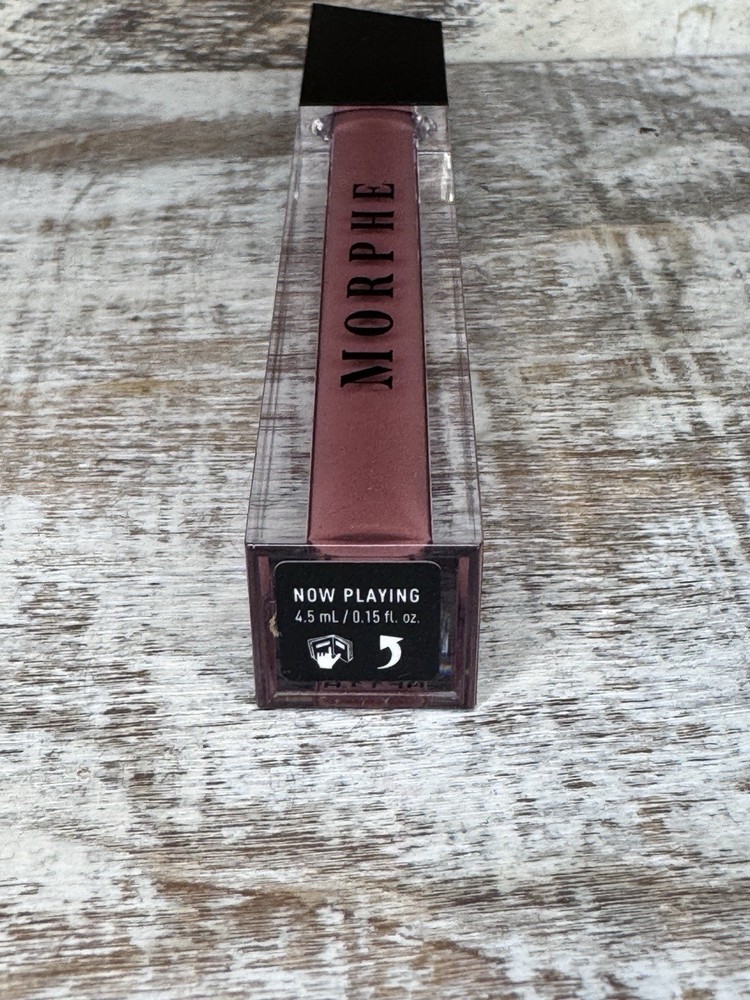 MORPHE
NOW PLAYING
4.5 mL / 0.15 fl. oz.